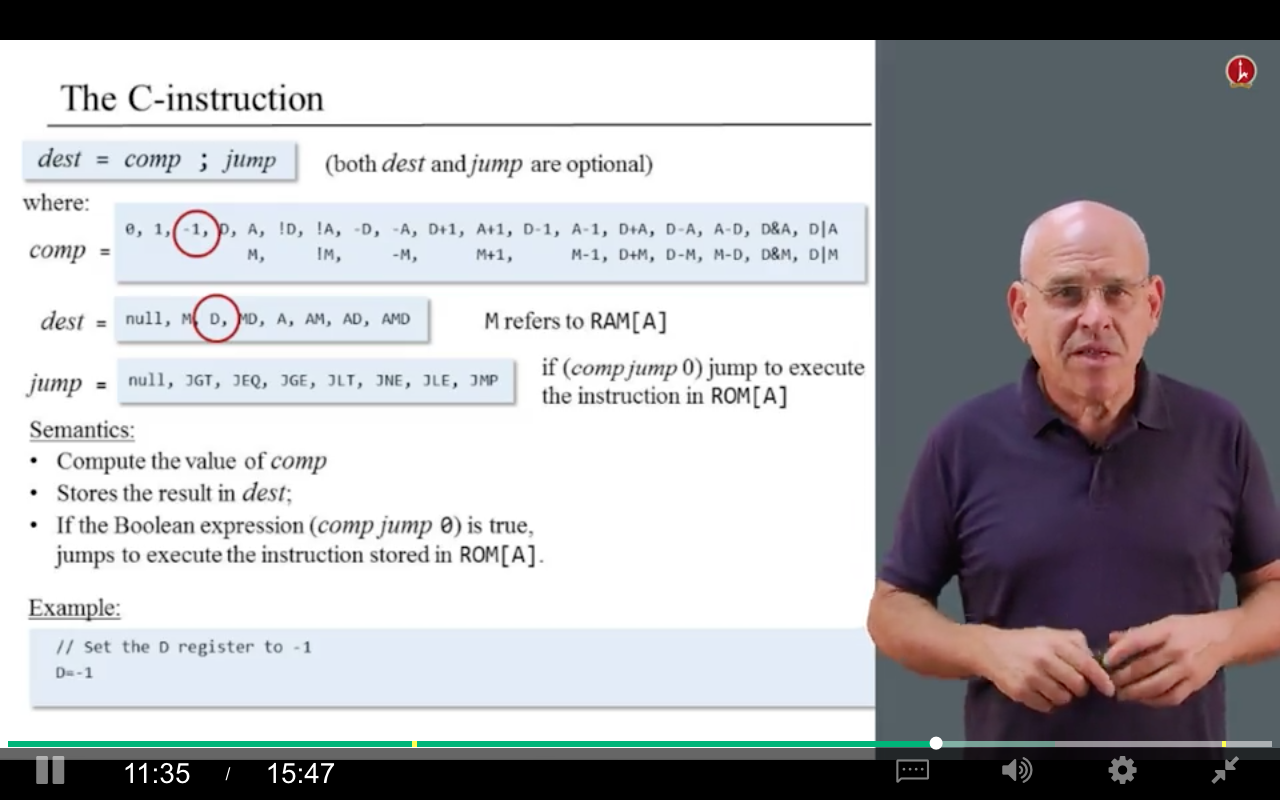 The C-instruction
dest = comp ; jump (both dest and jump are optional)
where:
comp = 0, 1, -1, D, A, !D, !A, -D, -A, D+1, A+1, D-1, A-1, D+A, D-A, A-D, D&A, D|A
M, !M, -M, M+1, M-1, D+M, D-M, M-D, D&M, D|M
dest = null, M, D, MD, A, AM, AD, AMD M refers to RAM[A]
jump = null, JGT, JEQ, JGE, JLT, JNE, JLE, JMP if (comp jump 0) jump to execute
the instruction in ROM[A]
Semantics:
• Compute the value of comp
• Stores the result in dest;
• If the Boolean expression (comp jump 0) is true,
jumps to execute the instruction stored in ROM[A].
Example:
// Set the D register to -1
D=-1
11:35 / 15:47